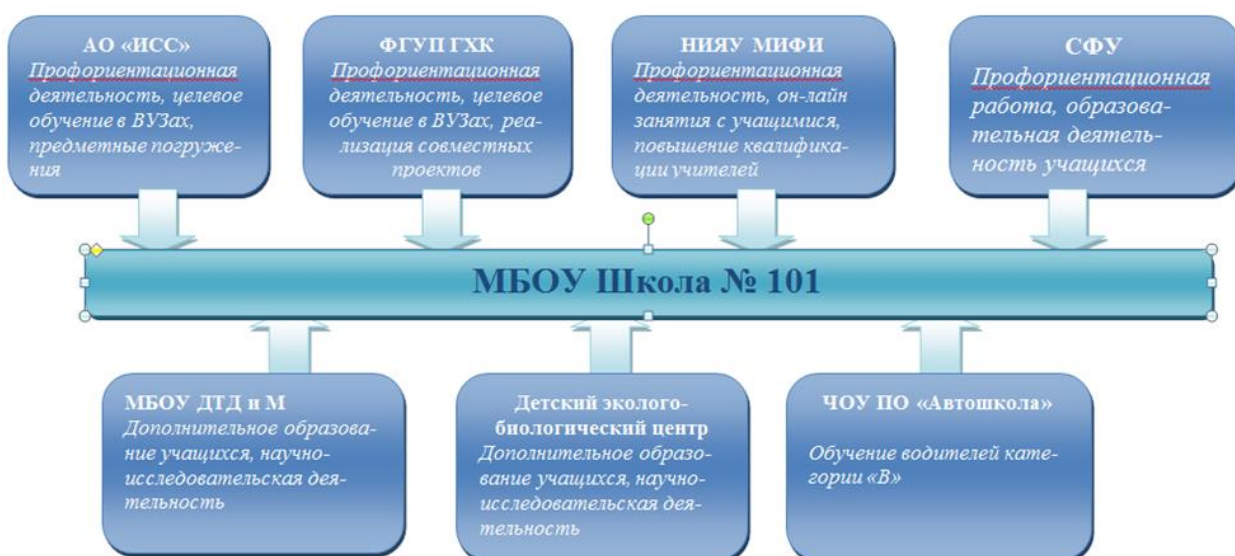 АО «ИСС»
Профориентационная
деятельность, целевое
обучение в ВУЗах,
предметные погруже-
ния
ФГУП ГХК
Профориентационная
деятельность, целевое
обучение в ВУЗах, реа-
лизация совместных
проектов
НИЯУ МИФИ
Профориентационная
деятельность, он-лайн
занятия с учащимися,
повышение квалифика-
ции учителей
СФУ
Профориентационная
работа, образова-
тельная деятель-
ность учащихся
МБОУ Школа № 101
МБОУ ДТД и М
Дополнительное образова-
ние учащихся, научно-
исследовательская дея-
тельность
Детский эколого-
биологический центр
Дополнительное образо-
вание учащихся, научно-
исследовательская дея-
тельность
ЧОУ ПО «Автошкола»
Обучение водителей кате-
гории «В»